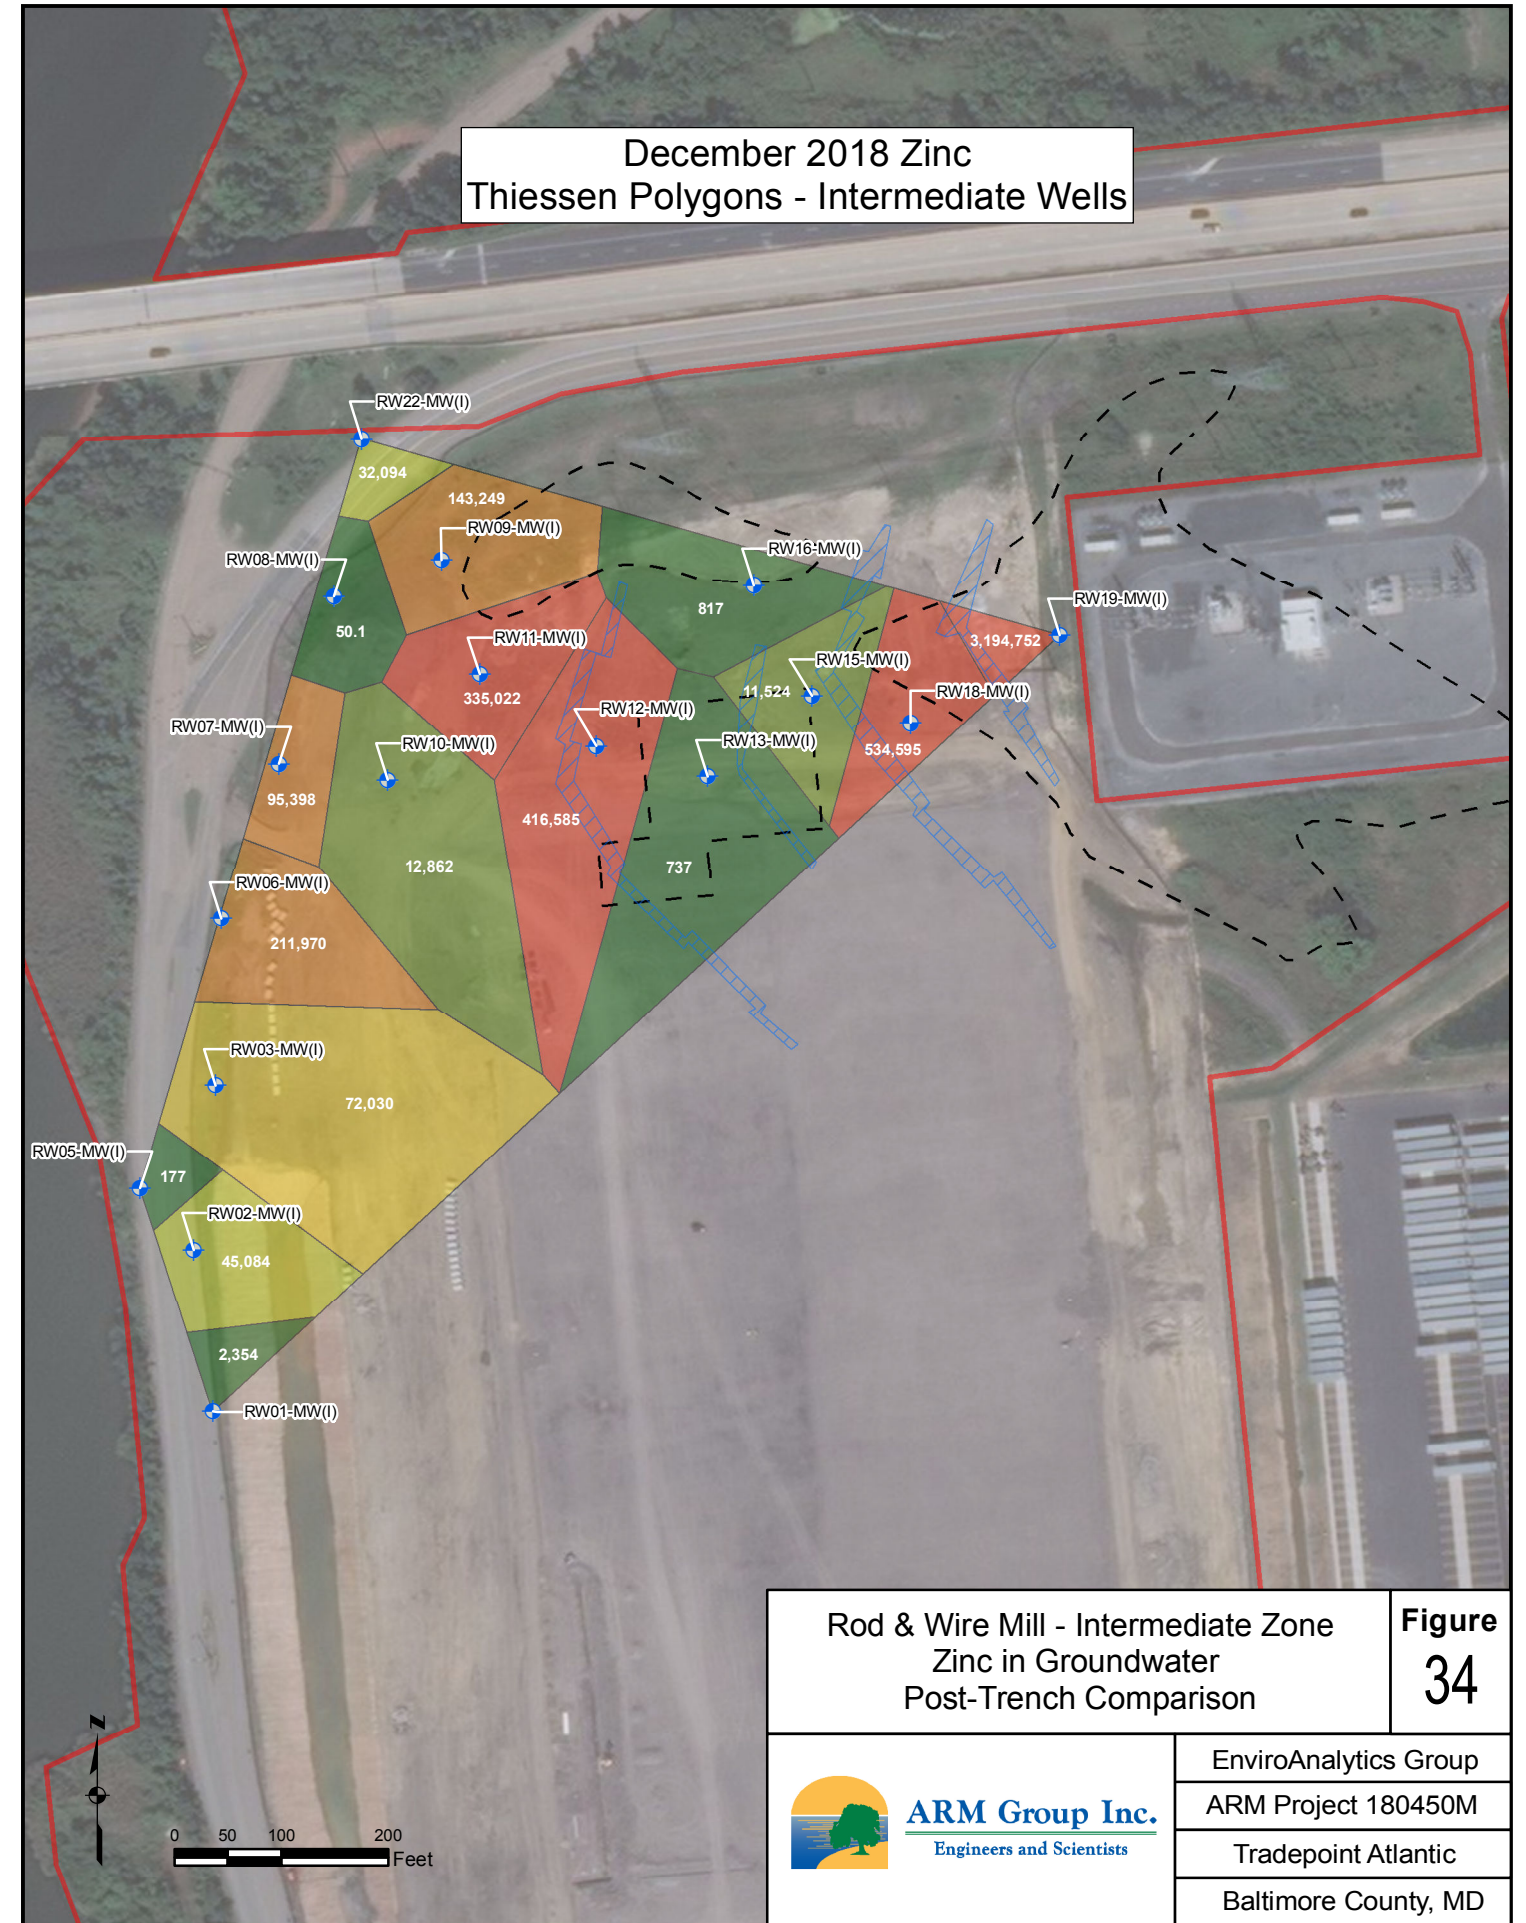 December 2018 Zinc
Thiessen Polygons - Intermediate Wells
RW22-MW(I)
32,094
143,249
RW09-MW(I)
RW08-MW(I)
RW16-MW(I)
50.1
817
RW19-MW(I)
RW11-MW(I)
3,194,752
RW15-MW(I)
335,022
11,524
RW18-MW(I)
RW12-MW(I)
RW07-MW(I)
RW10-MW(I)
RW13-MW(I)
534,595
95,398
416,585
12,862
737
RW06-MW(I)
211,970
RW03-MW(I)
72,030
RW05-MW(I)
177
RW02-MW(I)
45,084
2,354
RW01-MW(I)
Rod & Wire Mill - Intermediate Zone
Zinc in Groundwater
Post-Trench Comparison
Figure
34
ARM Group Inc.
Engineers and Scientists
EnviroAnalytics Group
ARM Project 180450M
Tradepoint Atlantic
Baltimore County, MD
N
0 50 100 200
Feet